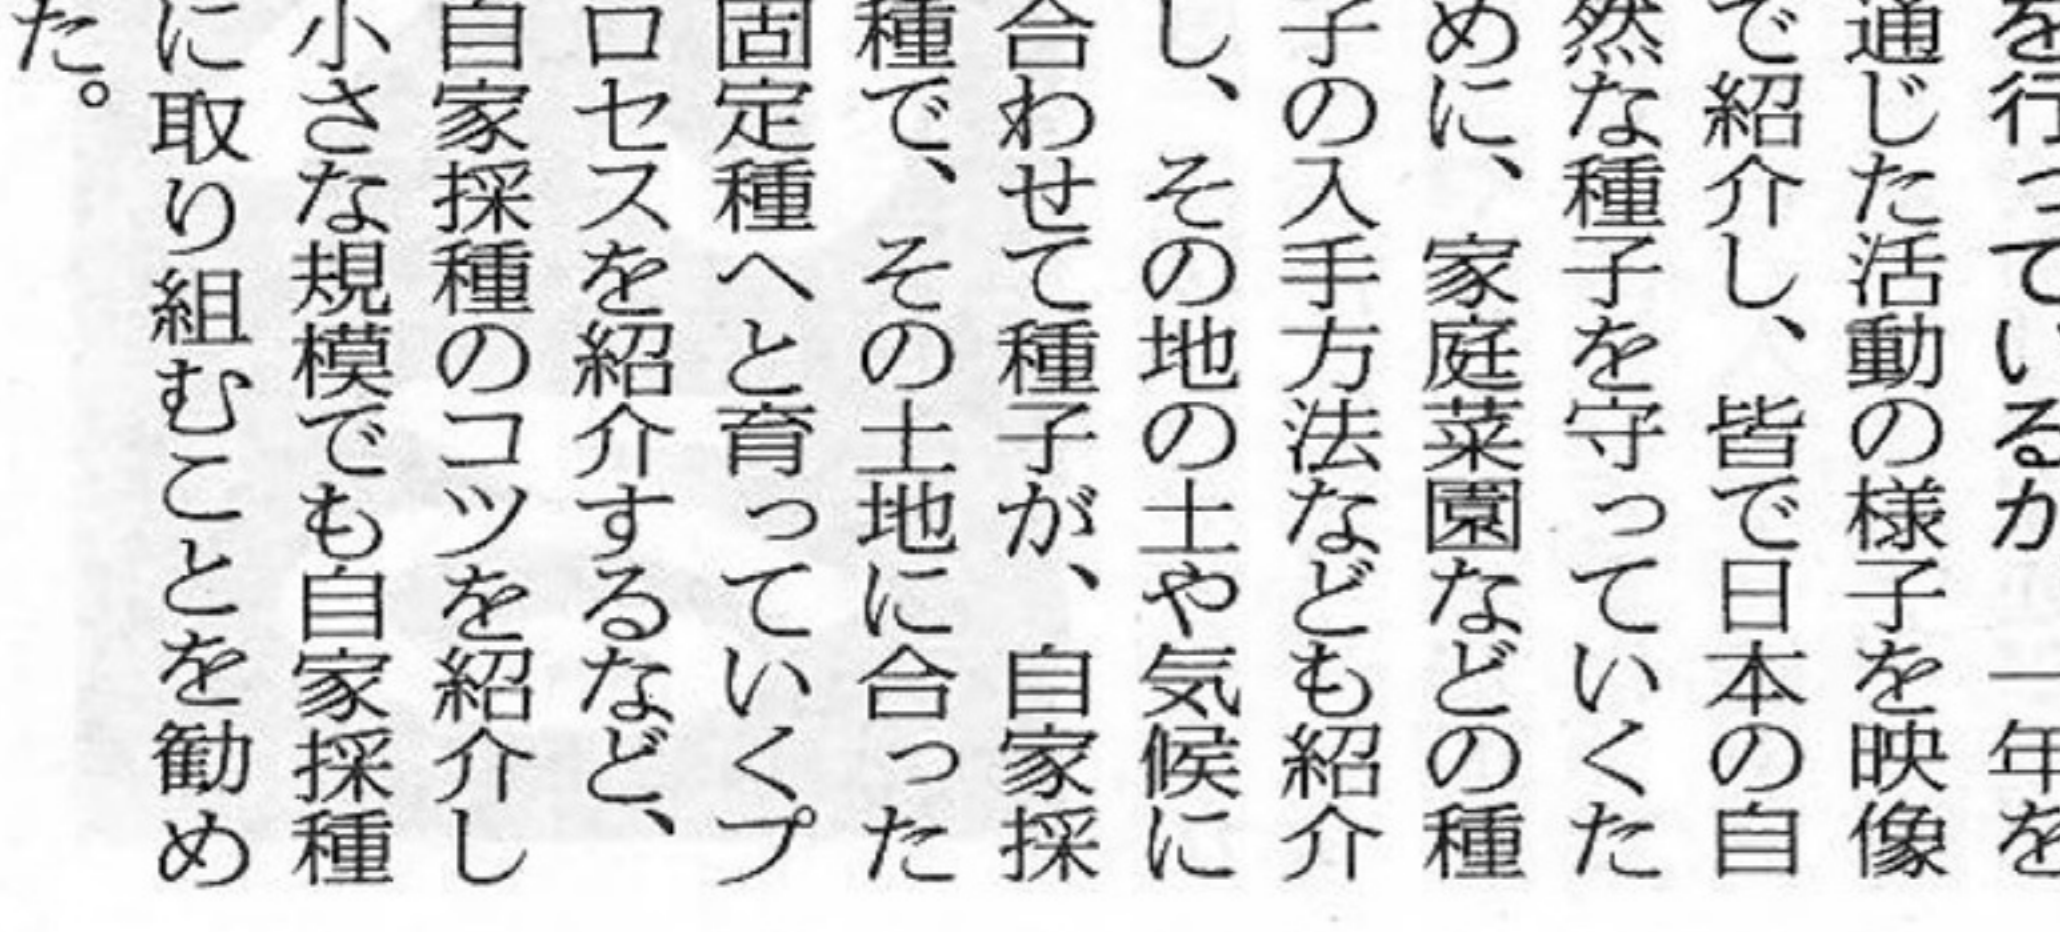 を行っているか　一年を
通じた活動の様子を映像
で紹介し、皆で日本の自
然な種子を守っていくた
めに、家庭菜園などの種
子の入手方法なども紹介
し、その地の土や気候に
合わせて種子が、自家採
種で、その土地に合った
固定種へと育っていくプ
ロセスを紹介するなど、
自家採種のコツを紹介し
小さな規模でも自家採種
に取り組むことを勧め
た。